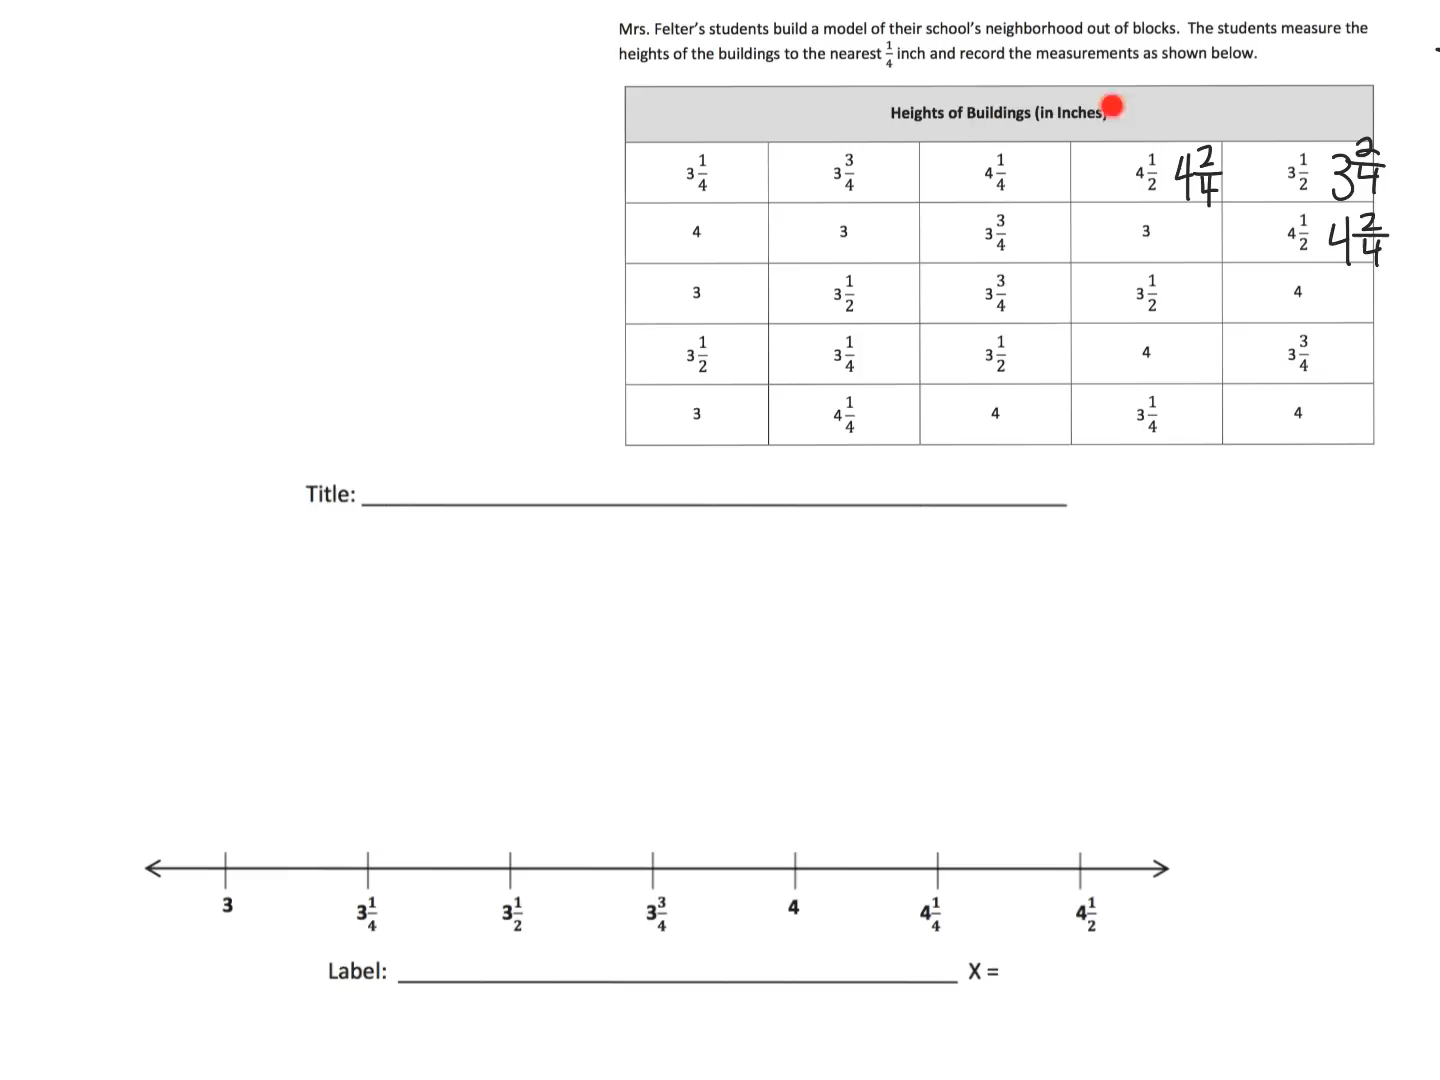 Mrs. Felter's students build a model of their school's neighborhood out of blocks. The students measure the
heights of the buildings to the nearest 1/4 inch and record the measurements as shown below.
Heights of Buildings (in Inches)
3 1/4 3 3/4 4 1/4 4 1/2 4 2/4 3 1/2 3 2/4
4 3 3 3/4 3 4 1/2 4 2/4
3 3 1/2 3 3/4 3 1/2 4
3 1/2 3 1/4 3 1/2 4 3 3/4
3 4 1/4 4 3 1/4 4
Title:
3 3 1/4 3 1/2 3 3/4 4 4 1/4 4 1/2
Label: X =